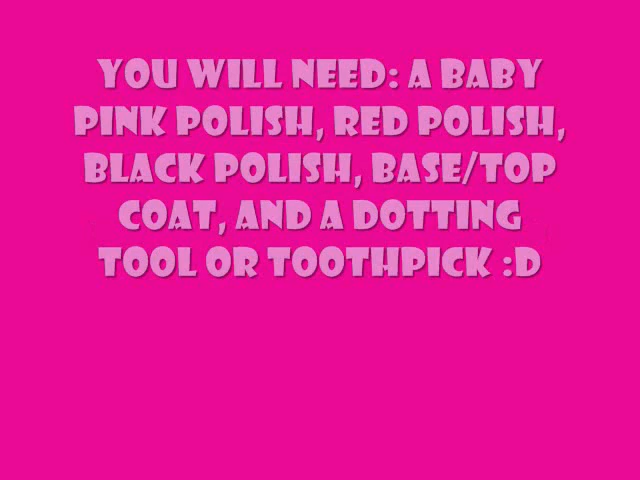 YOU WILL NEED: A BABY
PINK POLISH, RED POLISH,
BLACK POLISH, BASE/TOP
COAT, AND A DOTTING
TOOL OR TOOTHPICK :D